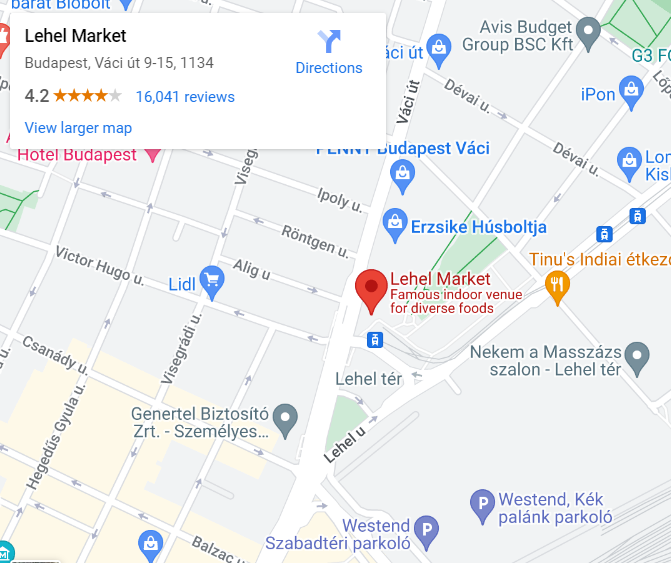 barát Biobolt
Lehel Market
Budapest, Váci út 9-15, 1134
4.2
16,041 reviews
View larger map
Directions
Váci út
Avis Budget
Group BSC Kft
G3
iPon
Dévai u.
Dévai u.
Váci út
Hotel Budapest
PENNY Budapest Váci
Visegrádi
Ipoly u.
Erzsike Húsboltja
Röntgen u.
Victor Hugo u.
Alig u
Lidl
Lehel Market
Famous indoor venue
for diverse foods
Tinu's Indiai étkez
Visegrádi u.
Csanády u.
Lehel tér
Nekem a Masszázs
szalon - Lehel tér
Hegedűs Gyula u.
Genertel Biztosító
Zrt. - Személyes...
Lehel u
Westend, Kék
palánk parkoló
Westend
Szabadtéri parkoló
Balzac u.
P
P